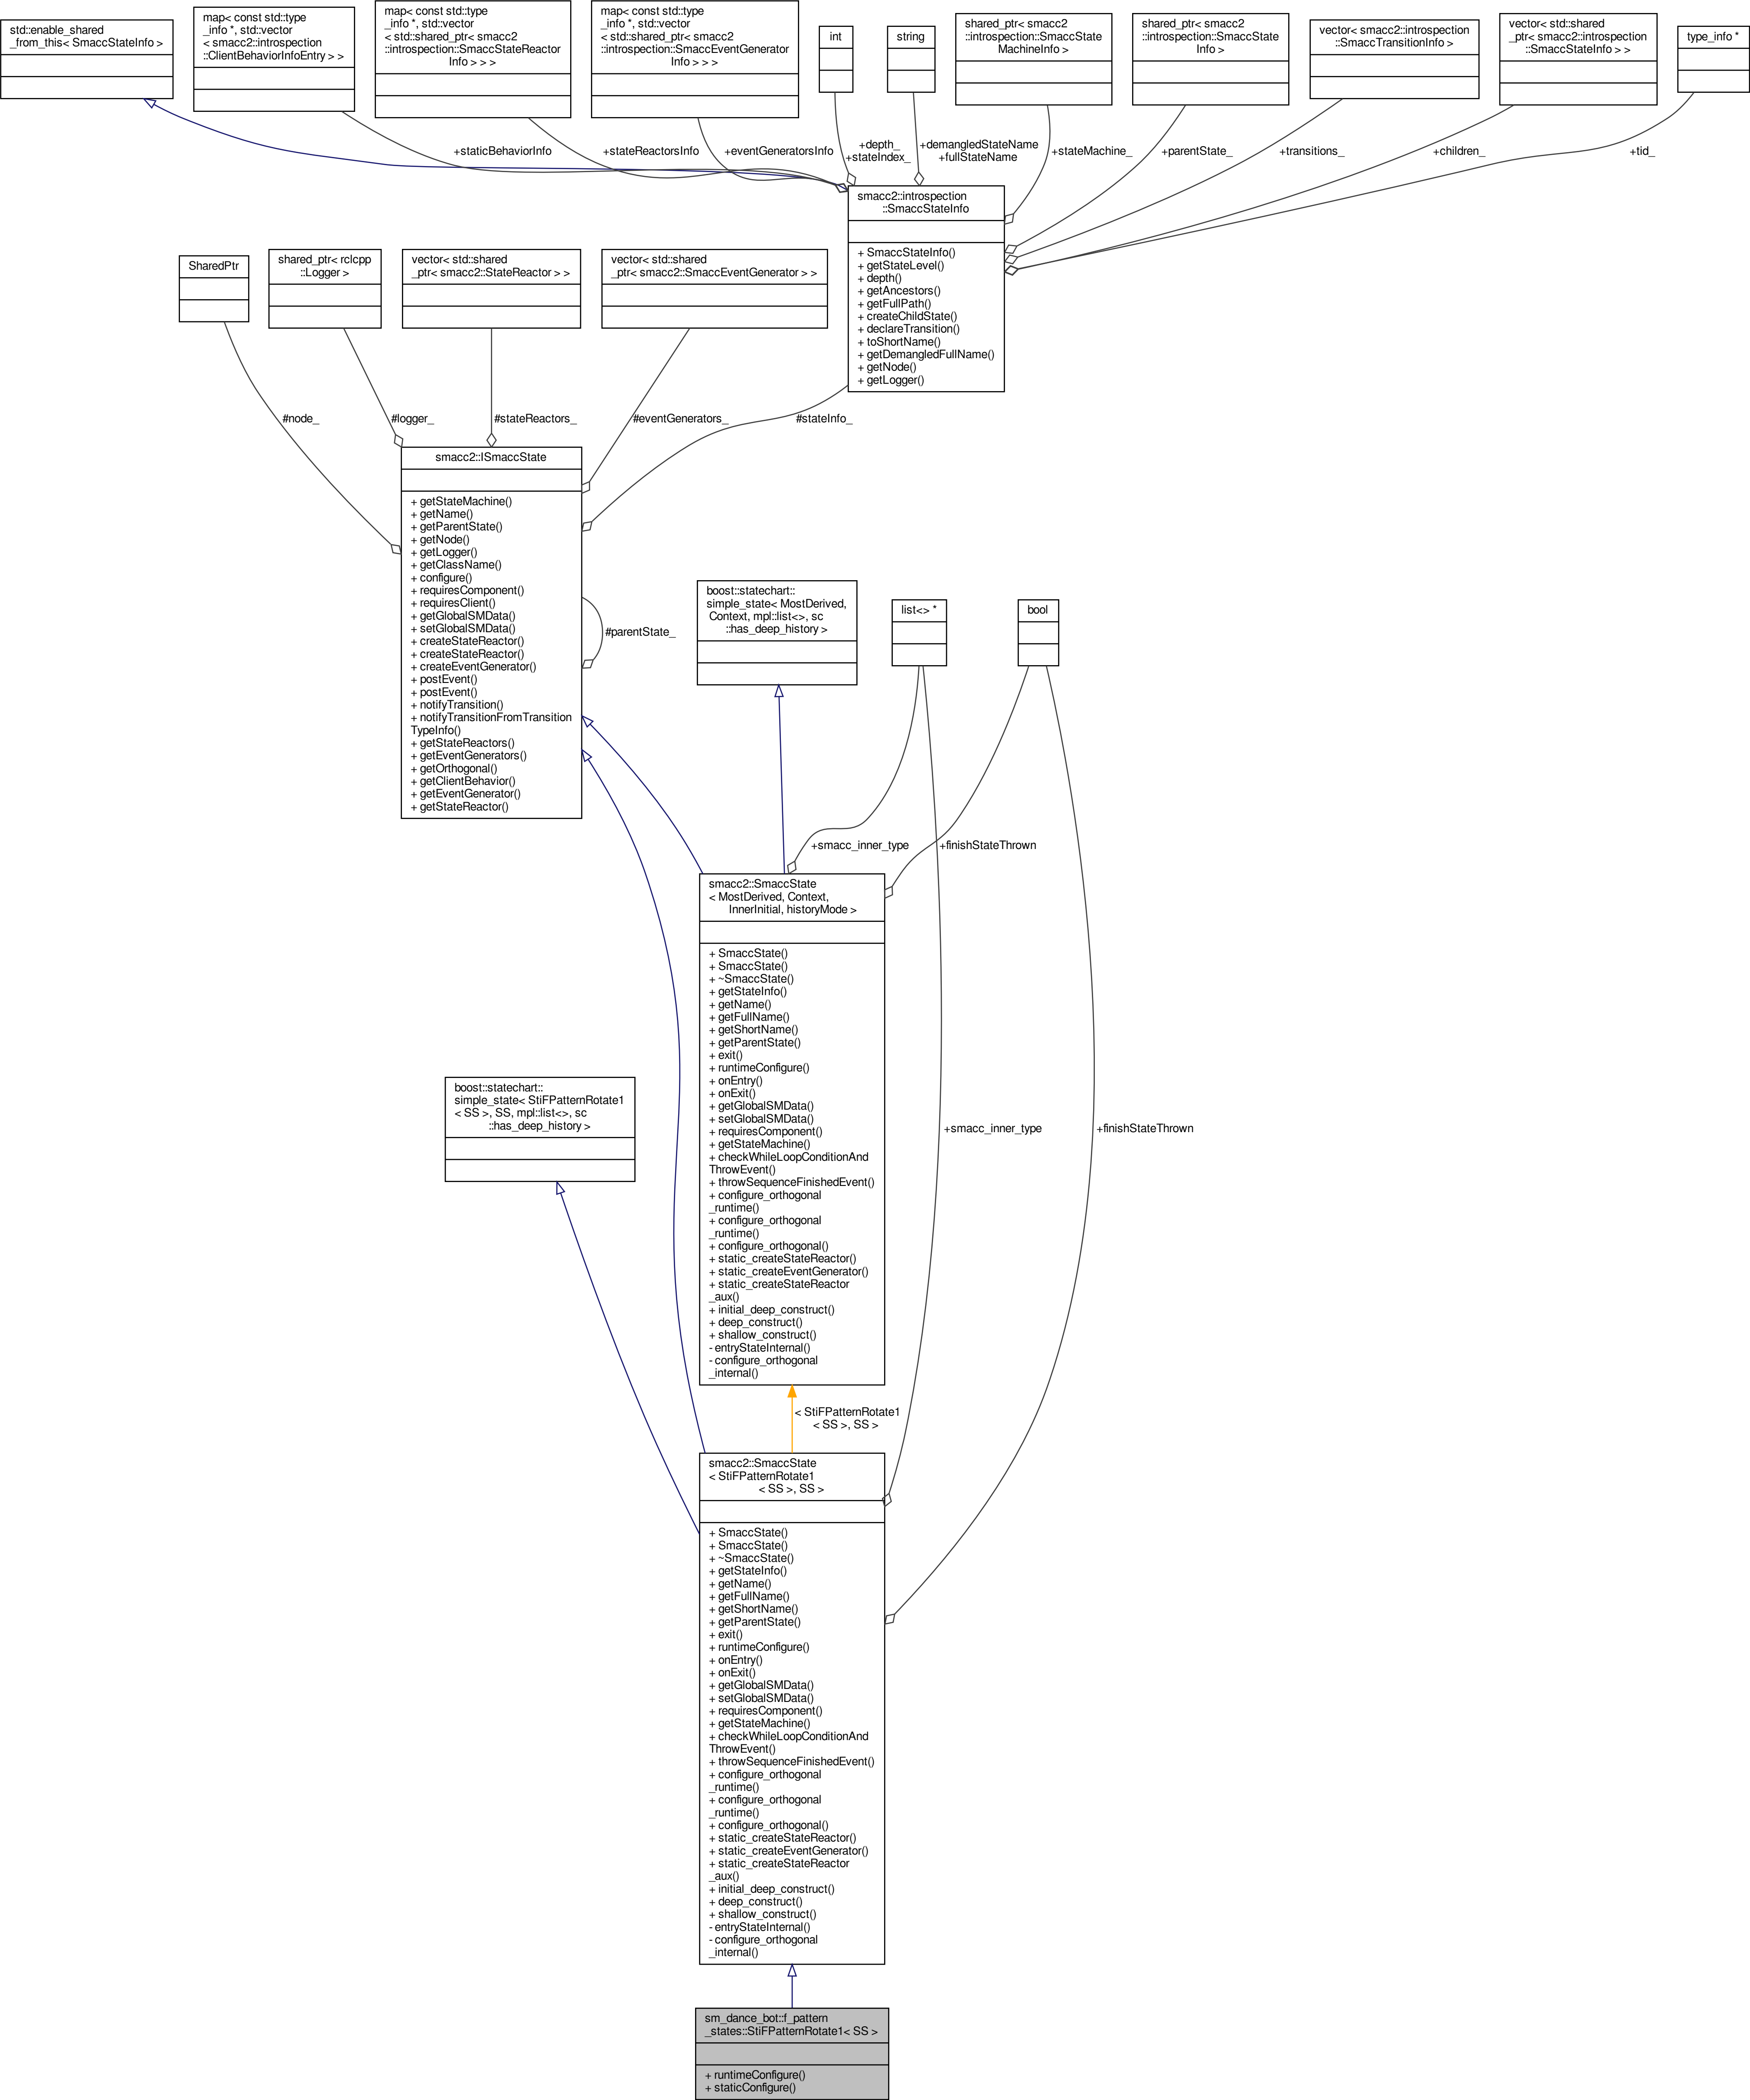 std::enable_shared
_from_this< SmaccStateInfo >
map< const std::type
_info *, std::vector
< smacc2::introspection
::ClientBehaviorInfoEntry > >
map< const std::type
_info *, std::vector
< std::shared_ptr< smacc2
::introspection::SmaccStateReactor
Info > > >
map< const std::type
_info *, std::vector
< std::shared_ptr< smacc2
::introspection::SmaccEventGenerator
Info > > >
int
string
shared_ptr< smacc2
::introspection::SmaccState
MachineInfo >
shared_ptr< smacc2
::introspection::SmaccState
Info >
vector< smacc2::introspection
::SmaccTransitionInfo >
vector< std::shared
_ptr< smacc2::introspection
::SmaccStateInfo > >
type_info *
+staticBehaviorInfo
+stateReactorsInfo
+eventGeneratorsInfo
+depth_
+stateIndex_
+demangledStateName
+fullStateName
+stateMachine_
+parentState_
+transitions_
+children_
+tid_
smacc2::introspection
::SmaccStateInfo
+ SmaccStateInfo()
+ getStateLevel()
+ depth()
+ getAncestors()
+ getFullPath()
+ createChildState()
+ declareTransition()
+ toShortName()
+ getDemangledFullName()
+ getNode()
+ getLogger()
SharedPtr
shared_ptr< rclcpp
::Logger >
vector< std::shared
_ptr< smacc2::StateReactor > >
vector< std::shared
_ptr< smacc2::SmaccEventGenerator > >
#node_
#logger_
#stateReactors_
#eventGenerators_
#stateInfo_
smacc2::ISmaccState
+ getStateMachine()
+ getName()
+ getParentState()
+ getNode()
+ getLogger()
+ getClassName()
+ configure()
+ requiresComponent()
+ requiresClient()
+ getGlobalSMData()
+ setGlobalSMData()
+ createStateReactor()
+ createStateReactor()
+ createEventGenerator()
+ postEvent()
+ postEvent()
+ notifyTransition()
+ notifyTransitionFromTransition
TypeInfo()
+ getStateReactors()
+ getEventGenerators()
+ getOrthogonal()
+ getClientBehavior()
+ getEventGenerator()
+ getStateReactor()
#parentState_
boost::statechart::
simple_state< MostDerived,
Context, mpl::list<>, sc
::has_deep_history >
list<> *
bool
+smacc_inner_type
+finishStateThrown
smacc2::SmaccState
< MostDerived, Context,
InnerInitial, historyMode >
+ SmaccState()
+ SmaccState()
+ ~SmaccState()
+ getStateInfo()
+ getName()
+ getFullName()
+ getShortName()
+ getParentState()
+ exit()
+ runtimeConfigure()
+ onEntry()
+ onExit()
+ getGlobalSMData()
+ setGlobalSMData()
+ requiresComponent()
+ getStateMachine()
+ checkWhileLoopConditionAnd
ThrowEvent()
+ throwSequenceFinishedEvent()
+ configure_orthogonal
_runtime()
+ configure_orthogonal
_runtime()
+ configure_orthogonal()
+ static_createStateReactor()
+ static_createEventGenerator()
+ static_createStateReactor
_aux()
+ initial_deep_construct()
+ deep_construct()
+ shallow_construct()
- entryStateInternal()
- configure_orthogonal
_internal()
boost::statechart::
simple_state< StiFPatternRotate1
< SS >, SS, mpl::list<>, sc
::has_deep_history >
+smacc_inner_type
+finishStateThrown
< StiFPatternRotate1
< SS >, SS >
smacc2::SmaccState
< StiFPatternRotate1
< SS >, SS >
+ SmaccState()
+ SmaccState()
+ ~SmaccState()
+ getStateInfo()
+ getName()
+ getFullName()
+ getShortName()
+ getParentState()
+ exit()
+ runtimeConfigure()
+ onEntry()
+ onExit()
+ getGlobalSMData()
+ setGlobalSMData()
+ requiresComponent()
+ getStateMachine()
+ checkWhileLoopConditionAnd
ThrowEvent()
+ throwSequenceFinishedEvent()
+ configure_orthogonal
_runtime()
+ configure_orthogonal
_runtime()
+ configure_orthogonal()
+ static_createStateReactor()
+ static_createEventGenerator()
+ static_createStateReactor
_aux()
+ initial_deep_construct()
+ deep_construct()
+ shallow_construct()
- entryStateInternal()
- configure_orthogonal
_internal()
sm_dance_bot::f_pattern
_states::StiFPatternRotate1< SS >
+ runtimeConfigure()
+ staticConfigure()